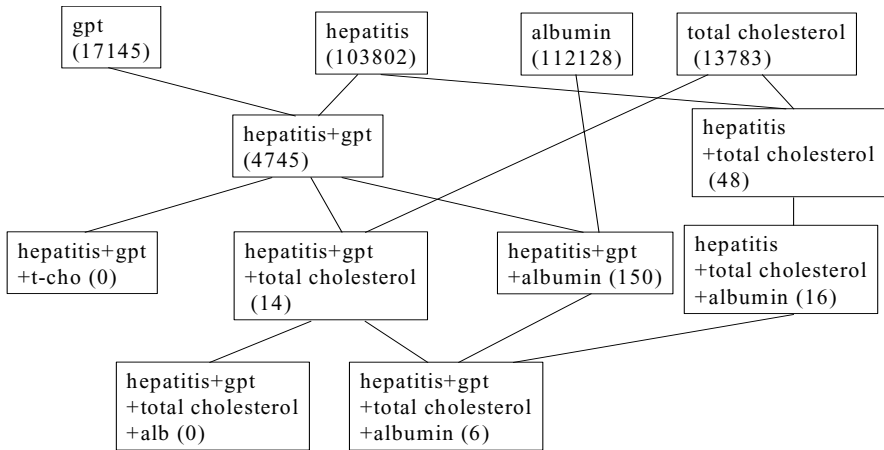 gpt
(17145)
hepatitis
(103802)
albumin
(112128)
total cholesterol
(13783)
hepatitis+gpt
(4745)
hepatitis
+total cholesterol
(48)
hepatitis+gpt
+t-cho (0)
hepatitis+gpt
+total cholesterol
(14)
hepatitis+gpt
+albumin (150)
hepatitis
+total cholesterol
+albumin (16)
hepatitis+gpt
+total cholesterol
+alb (0)
hepatitis+gpt
+total cholesterol
+albumin (6)